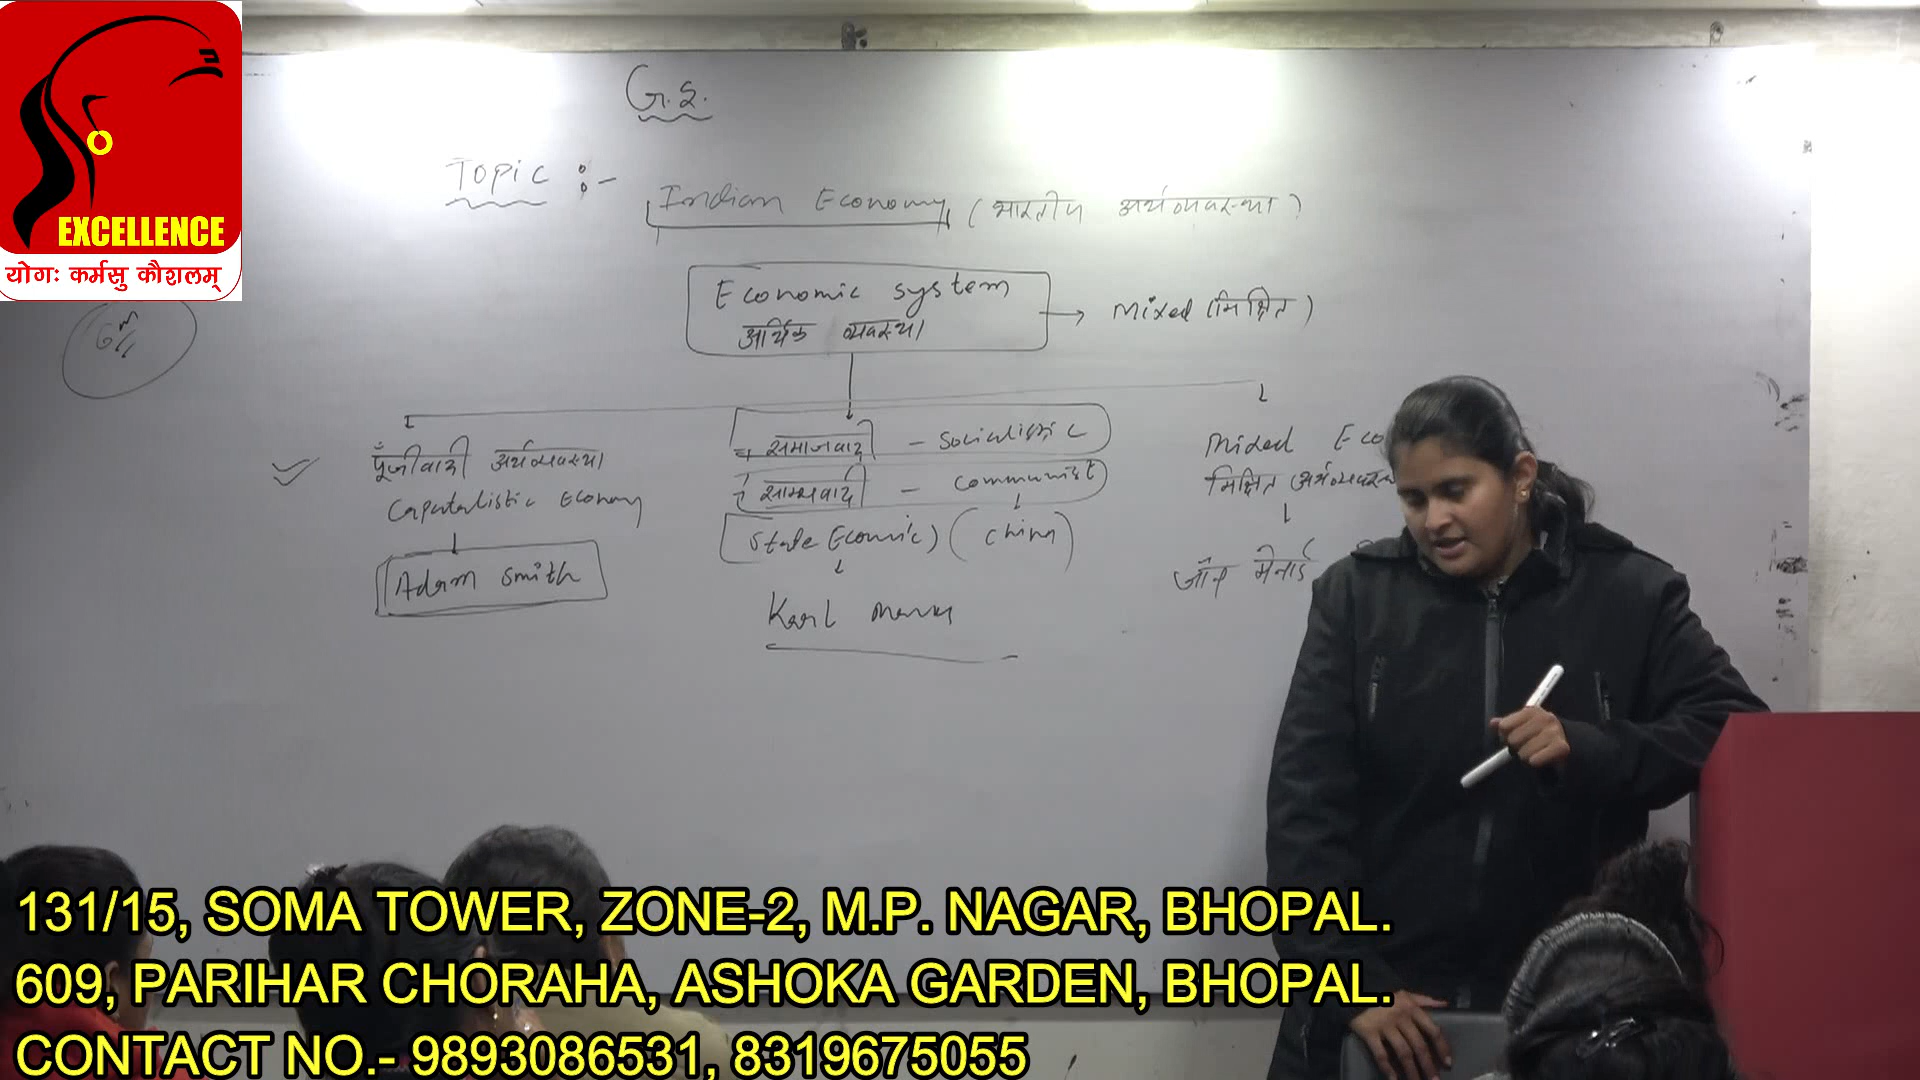 EXCELLENCE
योगः कर्मसु कौशलम्
G.S.
Topic :-
Indian Economy (भारतीय अर्थव्यवस्था)
Economic system
आर्थिक व्यवस्था
→ Mixed (मिश्रित)
पूँजीवादी अर्थव्यवस्था
Capatalistic Economy
Adam Smith
समाजवादी - Socialistic
साम्यवादी - Communist
State Econmic) (China)
Karl Marx
Mixed Eco
मिश्रित अर्थव्यवस्था
जॉन मेनार्ड
131/15, SOMA TOWER, ZONE-2, M.P. NAGAR, BHOPAL.
609, PARIHAR CHORAHA, ASHOKA GARDEN, BHOPAL.
CONTACT NO.- 9893086531, 8319675055